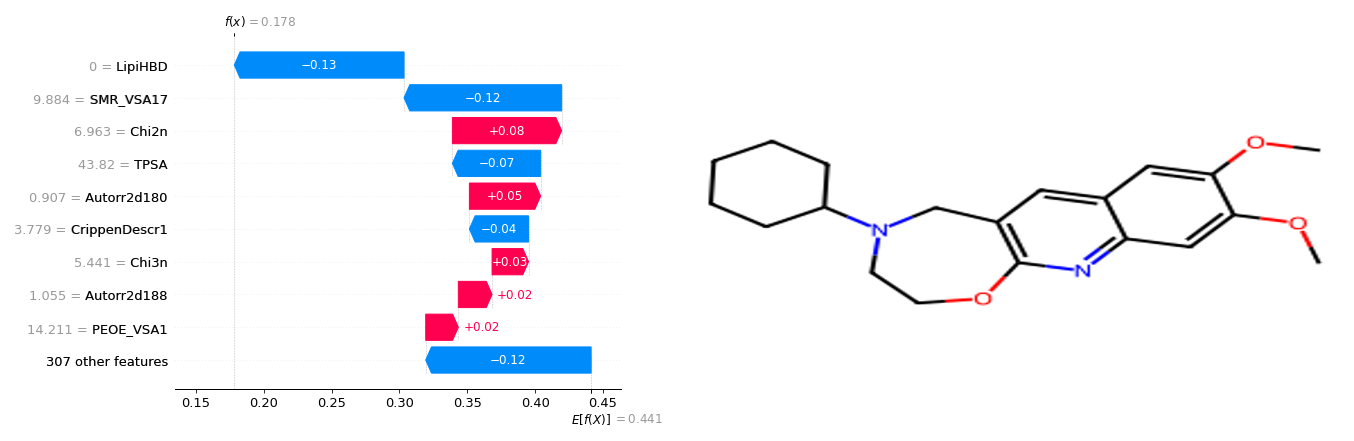 f(x) = 0.178
0 = LipiHBD
−0.13
9.884 = SMR_VSA17
−0.12
6.963 = Chi2n
+0.08
43.82 = TPSA
−0.07
0.907 = Autorr2d180
+0.05
3.779 = CrippenDescr1
−0.04
5.441 = Chi3n
+0.03
1.055 = Autorr2d188
+0.02
14.211 = PEOE_VSA1
+0.02
307 other features
−0.12
0.15 0.20 0.25 0.30 0.35 0.40 0.45
E[f(X)] = 0.441
O
O
N
N
O